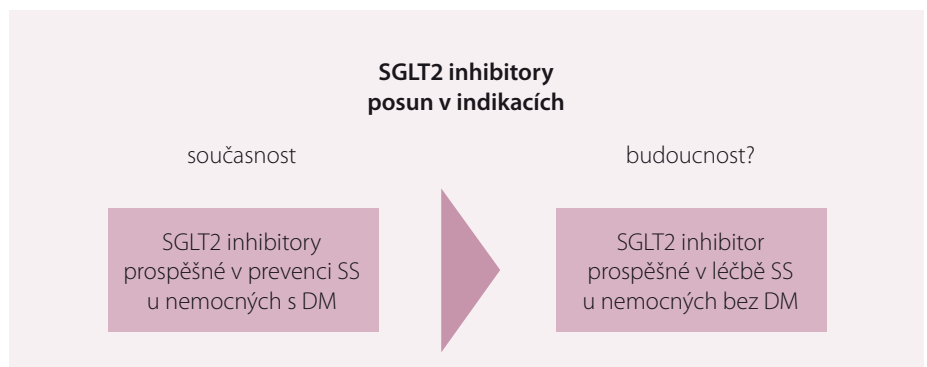 SGLT2 inhibitory
posun v indikacích
současnost
budoucnost?
SGLT2 inhibitory
prospěšné v prevenci SS
u nemocných s DM
SGLT2 inhibitor
prospěšné v léčbě SS
u nemocných bez DM